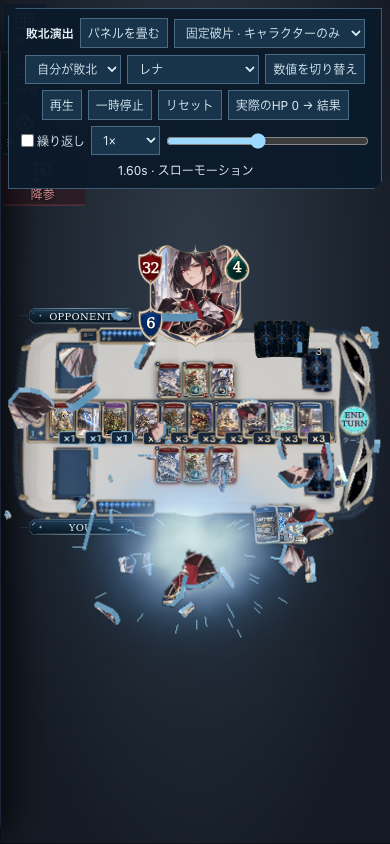 敗北演出 パネルを畳む 固定破片 · キャラクターのみ
自分が敗北 レナ 数値を切り替え
再生 一時停止 リセット 実際のHP 0 → 結果
繰り返し 1×
1.60s · スローモーション
降参
32 4
6
OPPONENT
3
END
TURN
×1 ×1 ×1 ×3 ×3 ×3 ×3 ×3 ×3
YOU